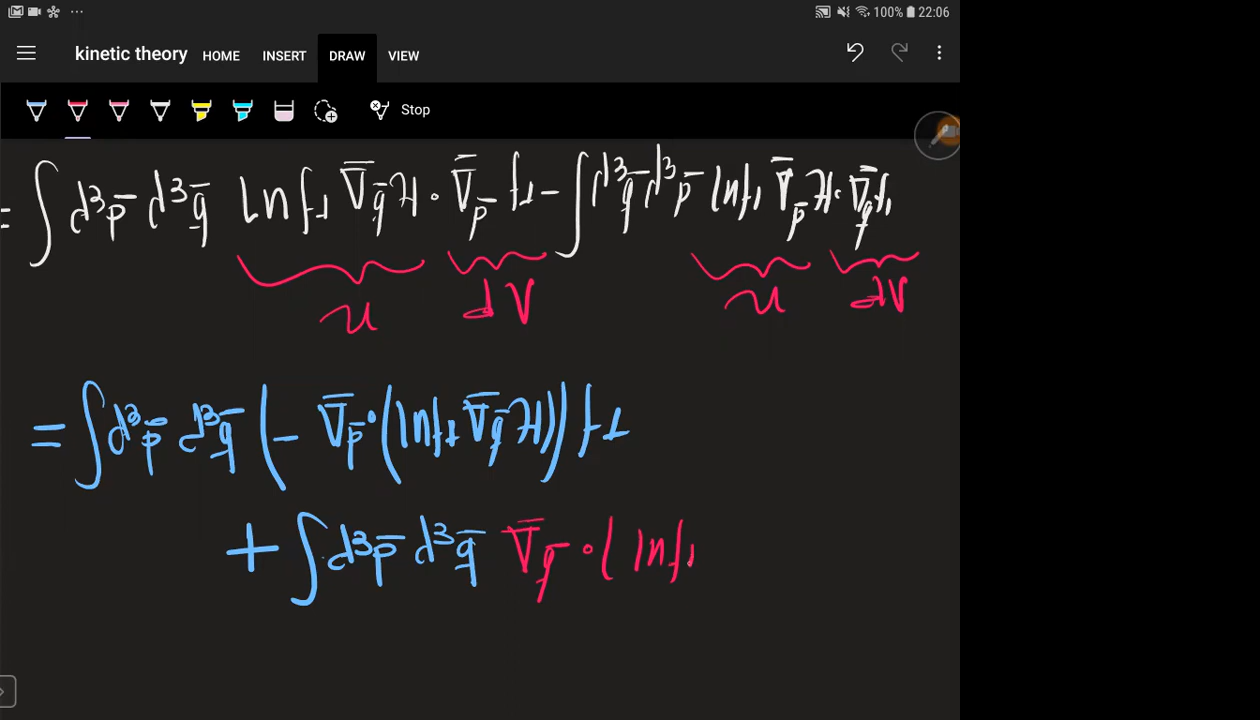 100% 22:06
kinetic theory HOME INSERT DRAW VIEW
Stop
= ∫ d³p̄ d³q̄ ln f₁ ∇̄_q̄ H · ∇̄_p̄ f₁ − ∫ d³q̄ d³p̄ ln f₁ ∇̄_p̄ H · ∇̄_q̄ f₁
u dV u dV
= ∫ d³p̄ d³q̄ (− ∇̄_p̄ · (ln f₁ ∇̄_q̄ H)) f₁
+ ∫ d³p̄ d³q̄ ∇̄_q̄ · ( ln f₁